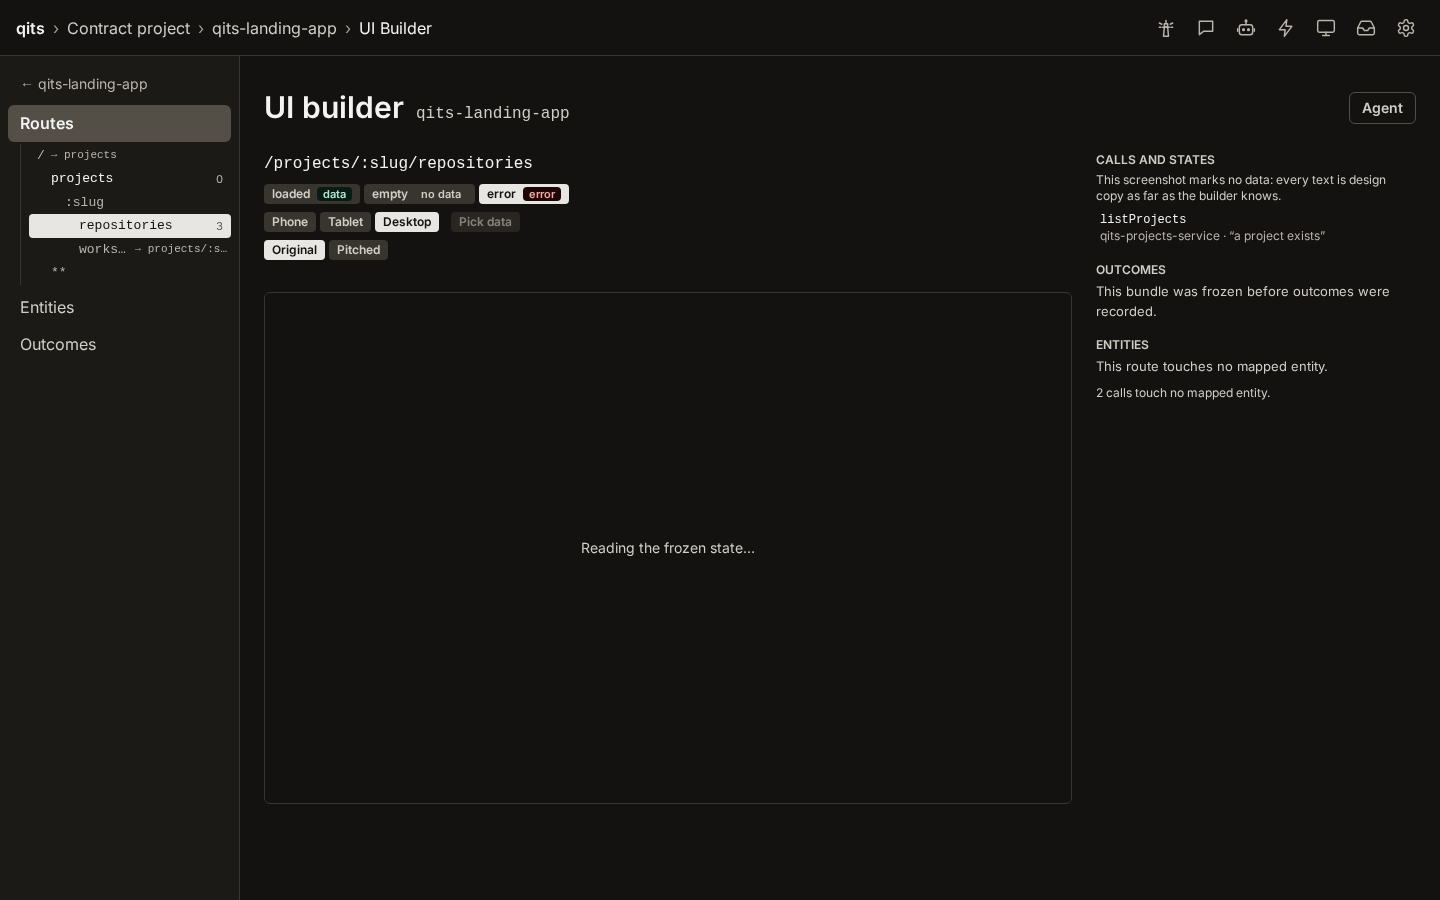 qits › Contract project › qits-landing-app › UI Builder
← qits-landing-app
Routes
/ → projects
projects 0
:slug
repositories 3
works… → projects/:s…
**
Entities
Outcomes
UI builder qits-landing-app
Agent
/projects/:slug/repositories
loaded data empty no data error error
Phone Tablet Desktop Pick data
Original Pitched
Reading the frozen state...
CALLS AND STATES
This screenshot marks no data: every text is design
copy as far as the builder knows.
listProjects
qits-projects-service · “a project exists”
OUTCOMES
This bundle was frozen before outcomes were
recorded.
ENTITIES
This route touches no mapped entity.
2 calls touch no mapped entity.